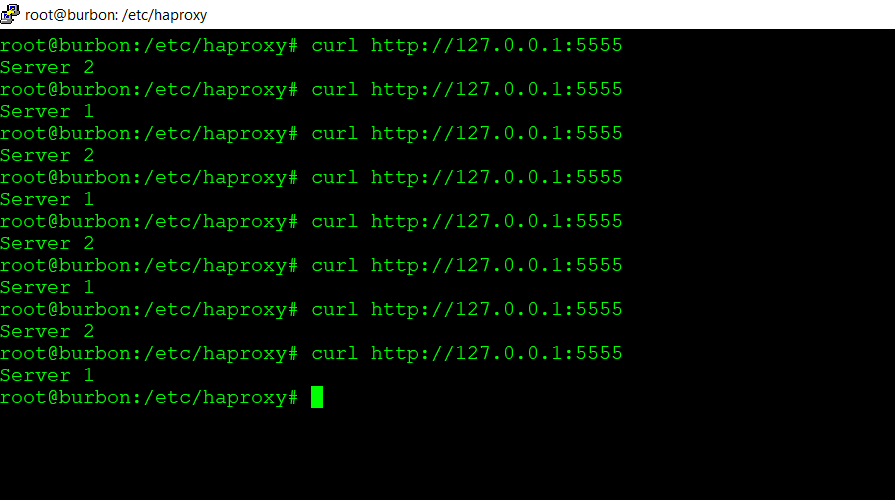 root@burbon: /etc/haproxy
root@burbon:/etc/haproxy# curl http://127.0.0.1:5555
Server 2
root@burbon:/etc/haproxy# curl http://127.0.0.1:5555
Server 1
root@burbon:/etc/haproxy# curl http://127.0.0.1:5555
Server 2
root@burbon:/etc/haproxy# curl http://127.0.0.1:5555
Server 1
root@burbon:/etc/haproxy# curl http://127.0.0.1:5555
Server 2
root@burbon:/etc/haproxy# curl http://127.0.0.1:5555
Server 1
root@burbon:/etc/haproxy# curl http://127.0.0.1:5555
Server 2
root@burbon:/etc/haproxy# curl http://127.0.0.1:5555
Server 1
root@burbon:/etc/haproxy#